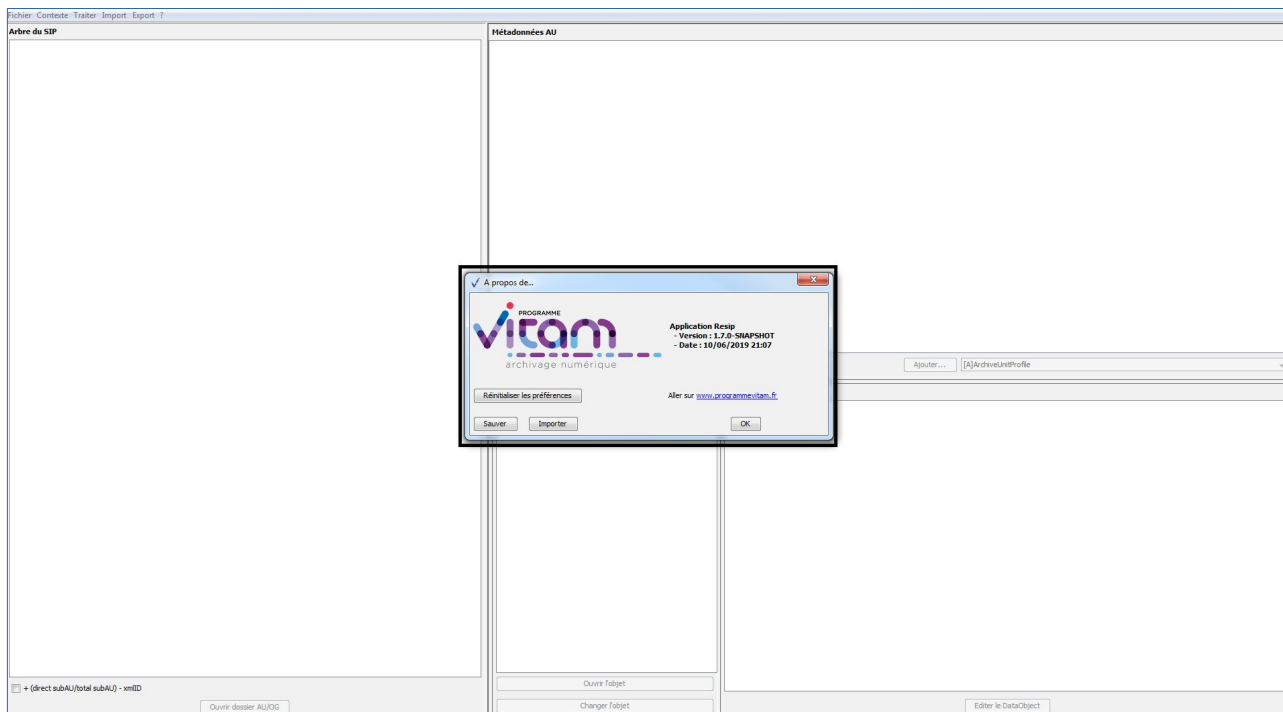 Fichier Contexte Traiter Import Export ?
Arbre du SIP
Métadonnées AU
A propos de...
PROGRAMME
vitam
archivage numérique
Application Resip
- Version : 1.7.0-SNAPSHOT
- Date : 10/06/2019 21:07
Réinitialiser les préférences
Aller sur www.programmevitam.fr
Sauver
Importer
OK
Ajouter...
[A]ArchiveUnitProfile
+ (direct subAU/total subAU) - xmlID
Ouvrir dossier AU/OG
Ouvrir l'objet
Changer l'objet
Editer le DataObject